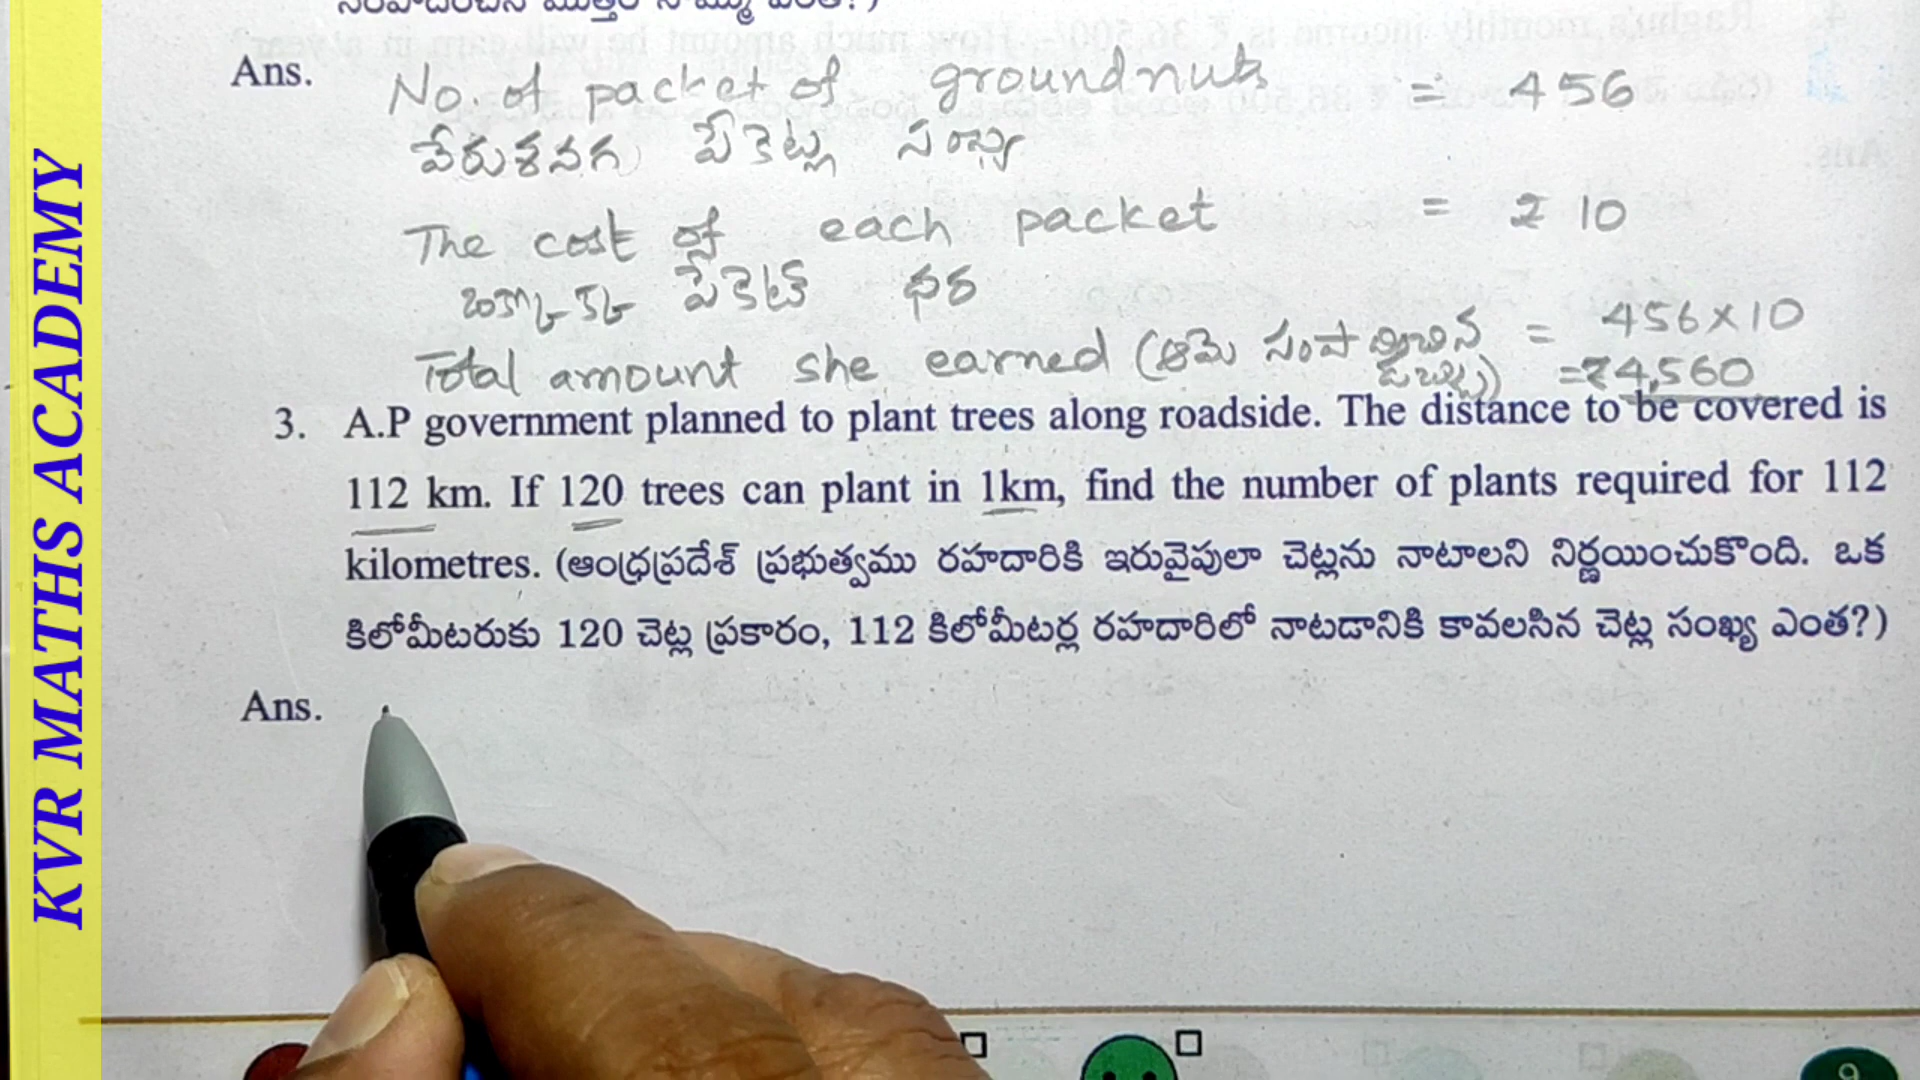 KVR MATHS ACADEMY
Ans. No. of packet of groundnuts = 456
వేరుశనగ పేకెట్ల సంఖ్య
The cost of each packet = ₹ 10
ఒక్కొక్క పేకెట్ ధర
Total amount she earned (ఆమె సంపాదించిన = 456×10
డబ్బు) =₹4,560
3. A.P government planned to plant trees along roadside. The distance to be covered is
112 km. If 120 trees can plant in 1km, find the number of plants required for 112
kilometres. (ఆంధ్రప్రదేశ్ ప్రభుత్వము రహదారికి ఇరువైపులా చెట్లను నాటాలని నిర్ణయించుకొంది. ఒక
కిలోమీటరుకు 120 చెట్ల ప్రకారం, 112 కిలోమీటర్ల రహదారిలో నాటడానికి కావలసిన చెట్ల సంఖ్య ఎంత?)
Ans.
9